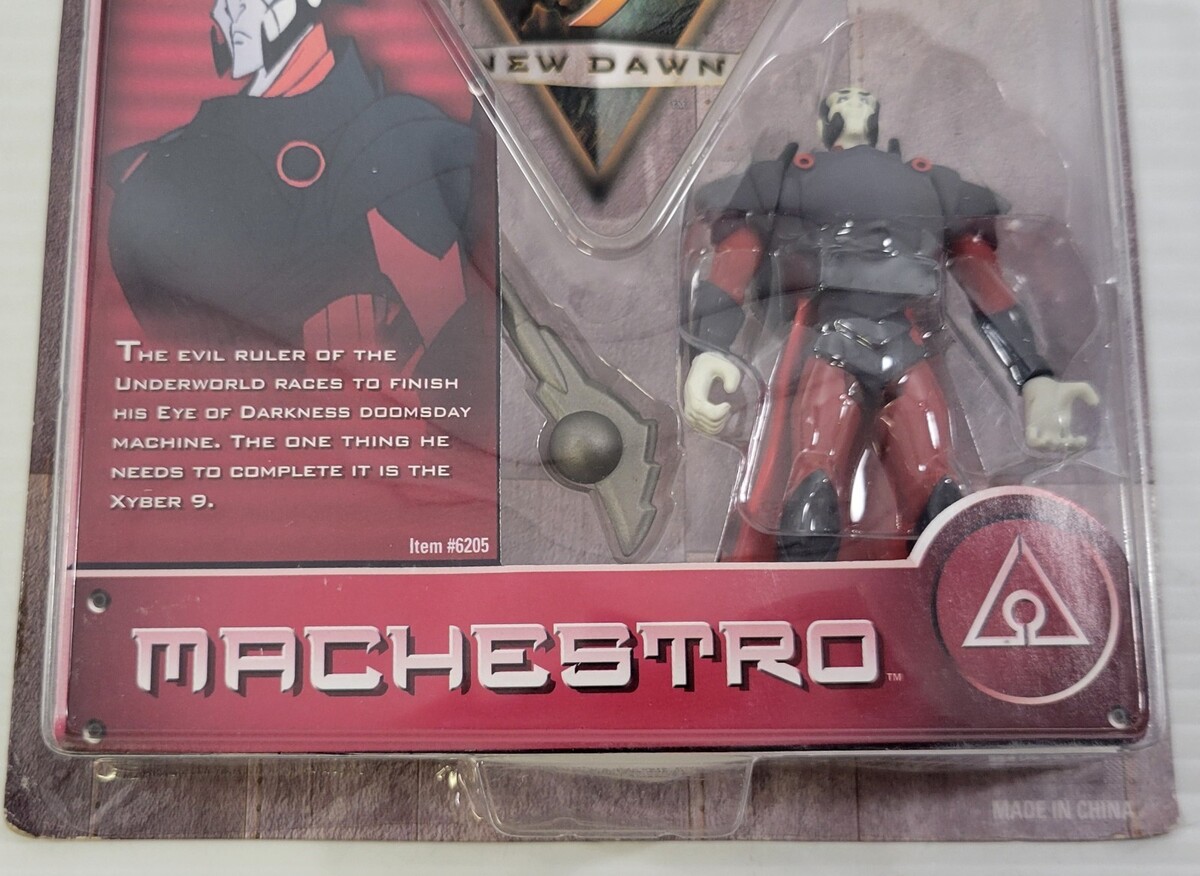 NEW DAWN
THE EVIL RULER OF THE
UNDERWORLD RACES TO FINISH
HIS EYE OF DARKNESS DOOMSDAY
MACHINE. THE ONE THING HE
NEEDS TO COMPLETE IT IS THE
XYBER 9.
Item #6205
MACHESTRO™
MADE IN CHINA